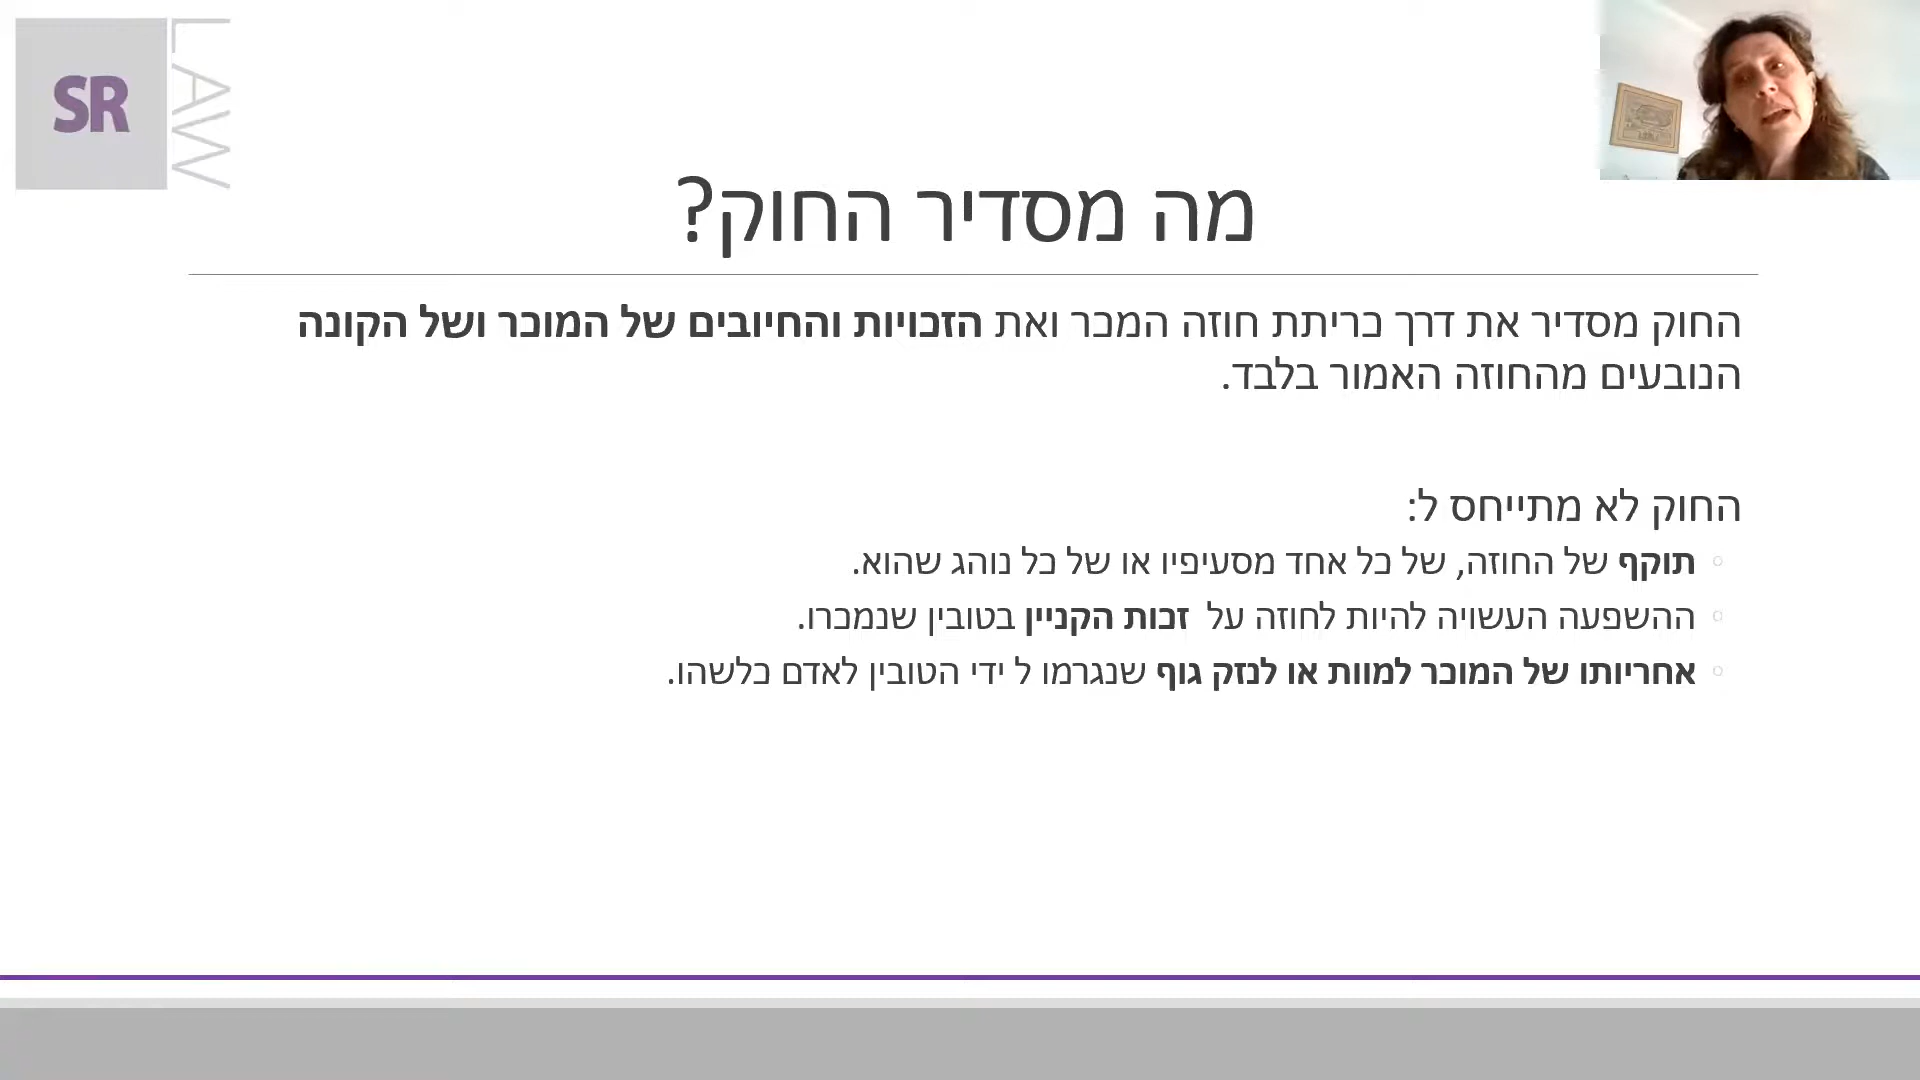 SR
LAW
מה מסדיר החוק?
החוק מסדיר את דרך כריתת חוזה המכר ואת הזכויות והחיובים של המוכר ושל הקונה
הנובעים מהחוזה האמור בלבד.
החוק לא מתייחס ל:
תוקף של החוזה, של כל אחד מסעיפיו או של כל נוהג שהוא.
ההשפעה העשויה להיות לחוזה על זכות הקניין בטובין שנמכרו.
אחריותו של המוכר למוות או לנזק גוף שנגרמו ל ידי הטובין לאדם כלשהו.